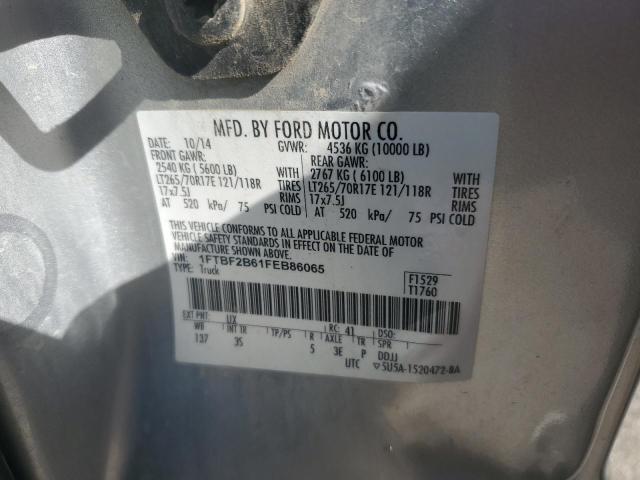 MFD. BY FORD MOTOR CO.
DATE: 10/14 GVWR: 4536 KG (10000 LB)
FRONT GAWR: REAR GAWR:
2540 KG ( 5600 LB) WITH 2767 KG ( 6100 LB) WITH
LT265/70R17E 121/118R TIRES LT265/70R17E 121/118R TIRES
17x7.5J RIMS 17x7.5J RIMS
AT 520 kPa/ 75 PSI COLD AT 520 kPa/ 75 PSI COLD
THIS VEHICLE CONFORMS TO ALL APPLICABLE FEDERAL MOTOR
VEHICLE SAFETY STANDARDS IN EFFECT ON THE DATE OF
MANUFACTURE SHOWN ABOVE.
VIN: 1FTBF2B61FEB86065
TYPE: Truck
F1529
T1760
EXT PNT: UX RC: 41 DSO:
WB INT TR TP/PS R AXLE TR SPR
137 3S 5 3E P DDJJ
UTC ▽5U5A-1520472-BA